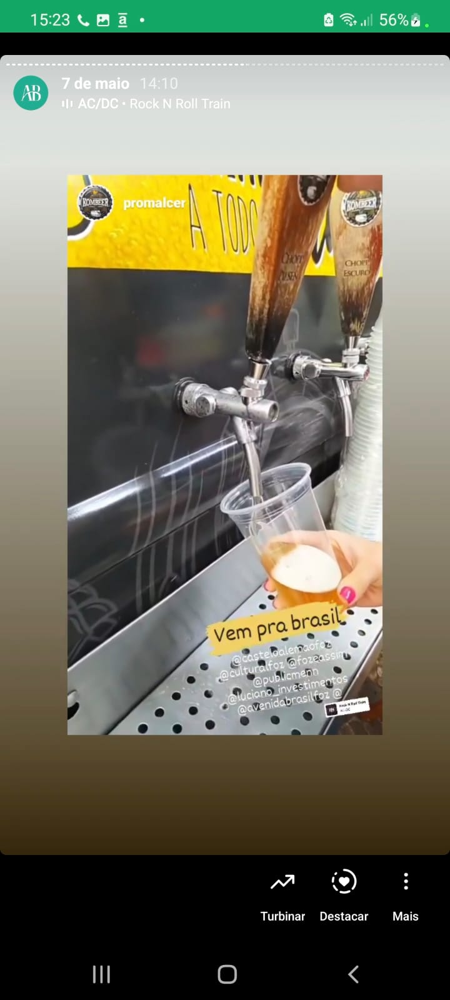 15:23
56%
7 de maio 14:10
AC/DC • Rock N Roll Train
AB
KOMBEER
promalcer
A TODO
KOMBEER
CHOPP
PILSEN
CHOPP
ESCURO
Vem pra brasil
@casteloalemaofoz
@culturalfoz @fozeassim
@publicmenn
@luciano_investimentos
@avenidabrasilfoz @
Rock N Roll Train
AC/DC
Turbinar
Destacar
Mais